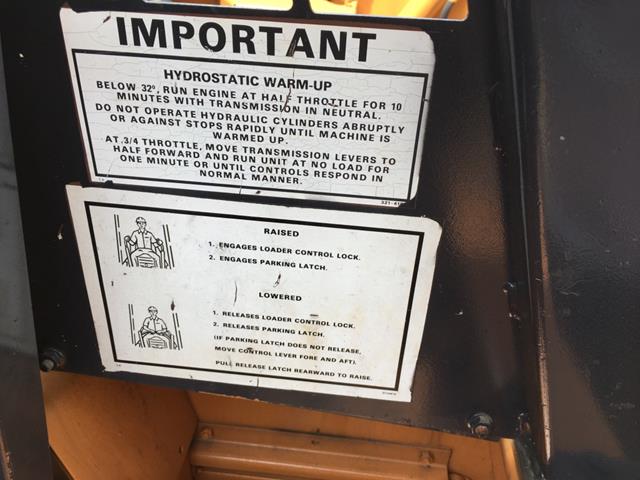 IMPORTANT
HYDROSTATIC WARM-UP
BELOW 32°, RUN ENGINE AT HALF THROTTLE FOR 10
MINUTES WITH TRANSMISSION IN NEUTRAL.
DO NOT OPERATE HYDRAULIC CYLINDERS ABRUPTLY
OR AGAINST STOPS RAPIDLY UNTIL MACHINE IS
WARMED UP.
AT 3/4 THROTTLE, MOVE TRANSMISSION LEVERS TO
HALF FORWARD AND RUN UNIT AT NO LOAD FOR
ONE MINUTE OR UNTIL CONTROLS RESPOND IN
NORMAL MANNER.
RAISED
1. ENGAGES LOADER CONTROL LOCK.
2. ENGAGES PARKING LATCH.
LOWERED
1. RELEASES LOADER CONTROL LOCK.
2. RELEASES PARKING LATCH.
(IF PARKING LATCH DOES NOT RELEASE,
MOVE CONTROL LEVER FORE AND AFT).
PULL RELEASE LATCH REARWARD TO RAISE.